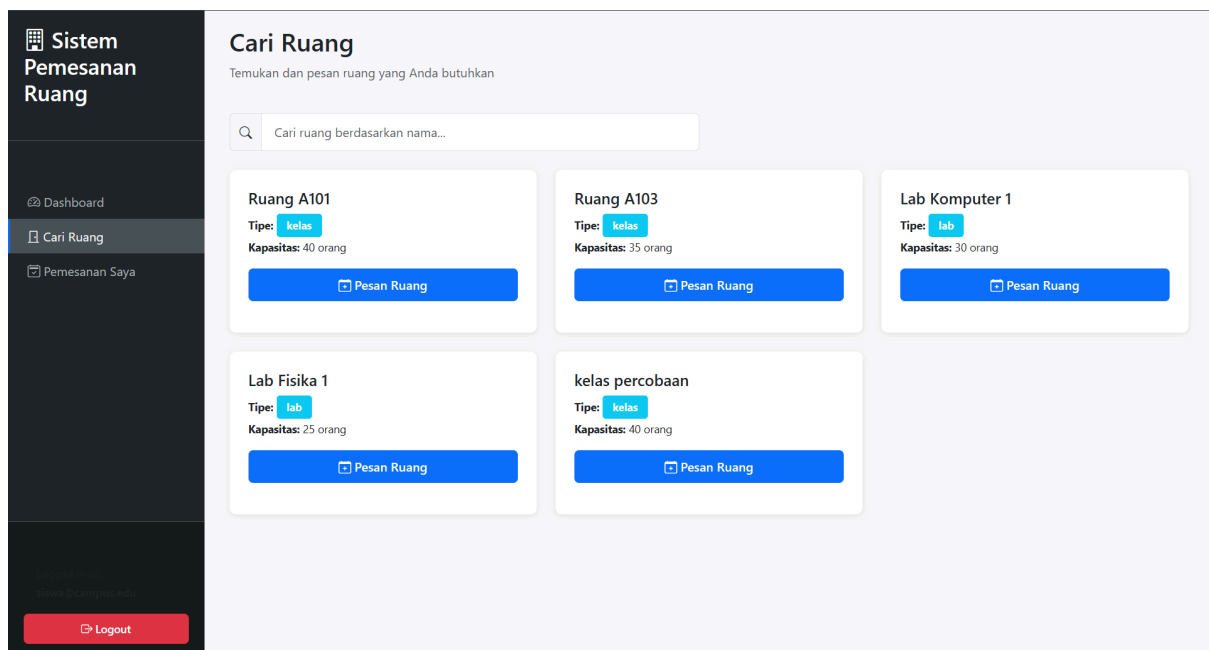 Sistem
Pemesanan
Ruang
Dashboard
Cari Ruang
Pemesanan Saya
Logout
Cari Ruang
Temukan dan pesan ruang yang Anda butuhkan
Cari ruang berdasarkan nama...
Ruang A101
Tipe: kelas
Kapasitas: 40 orang
Pesan Ruang
Ruang A103
Tipe: kelas
Kapasitas: 35 orang
Pesan Ruang
Lab Komputer 1
Tipe: lab
Kapasitas: 30 orang
Pesan Ruang
Lab Fisika 1
Tipe: lab
Kapasitas: 25 orang
Pesan Ruang
kelas percobaan
Tipe: kelas
Kapasitas: 40 orang
Pesan Ruang